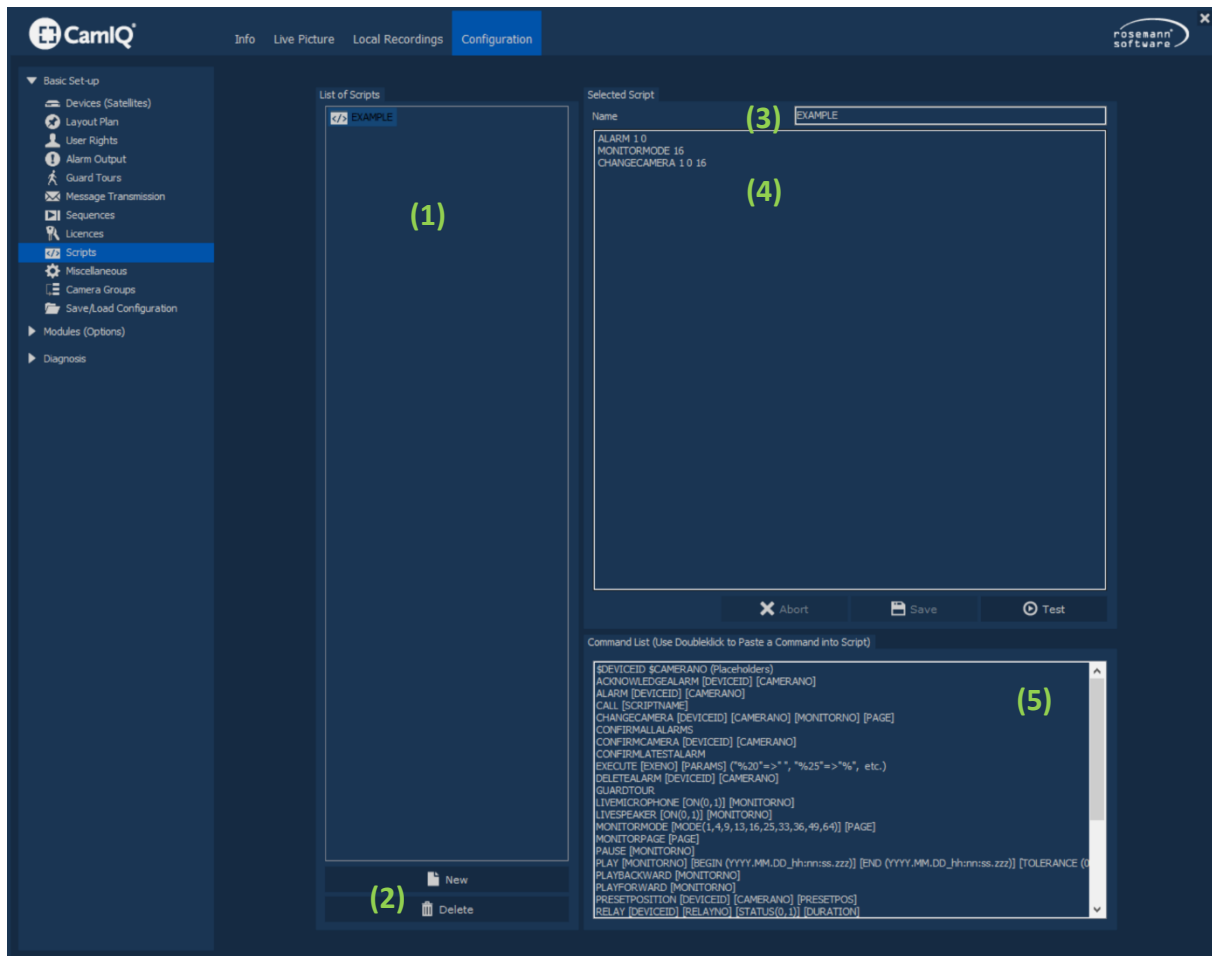 CamIQ®
Info Live Picture Local Recordings Configuration
rosemann®
software
Basic Set-up
Devices (Satellites)
Layout Plan
User Rights
Alarm Output
Guard Tours
Message Transmission
Sequences
Licences
Scripts
Miscellaneous
Camera Groups
Save/Load Configuration
Modules (Options)
Diagnosis
List of Scripts
</> EXAMPLE
(1)
New
(2)
Delete
Selected Script
Name (3) EXAMPLE
ALARM 1 0
MONITORMODE 16
CHANGECAMERA 1 0 16
(4)
Abort Save Test
Command List (Use Doubleklick to Paste a Command into Script)
$DEVICEID $CAMERANO (Placeholders)
ACKNOWLEDGEALARM [DEVICEID] [CAMERANO]
ALARM [DEVICEID] [CAMERANO]
CALL [SCRIPTNAME]
(5)
CHANGECAMERA [DEVICEID] [CAMERANO] [MONITORNO] [PAGE]
CONFIRMALLALARMS
CONFIRMCAMERA [DEVICEID] [CAMERANO]
CONFIRMLATESTALARM
EXECUTE [EXENO] [PARAMS] ("%20"=>" ", "%25"=>"%", etc.)
DELETEALARM [DEVICEID] [CAMERANO]
GUARDTOUR
LIVEMICROPHONE [ON(0,1)] [MONITORNO]
LIVESPEAKER [ON(0,1)] [MONITORNO]
MONITORMODE [MODE(1,4,9,13,16,25,33,36,49,64)] [PAGE]
MONITORPAGE [PAGE]
PAUSE [MONITORNO]
PLAY [MONITORNO] [BEGIN (YYYY.MM.DD_hh:nn:ss.zzz)] [END (YYYY.MM.DD_hh:nn:ss.zzz)] [TOLERANCE (0
PLAYBACKWARD [MONITORNO]
PLAYFORWARD [MONITORNO]
PRESETPOSITION [DEVICEID] [CAMERANO] [PRESETPOS]
RELAY [DEVICEID] [RELAYNO] [STATUS(0,1)] [DURATION]